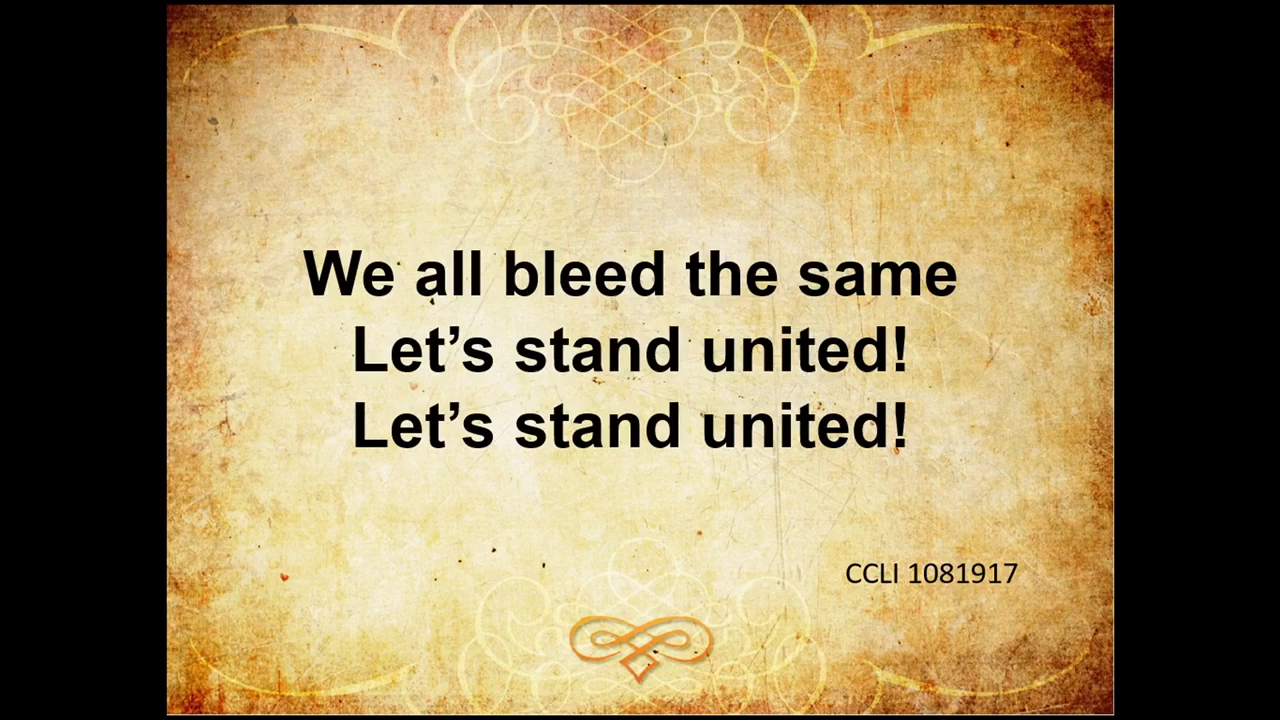 We all bleed the same
Let’s stand united!
Let’s stand united!
CCLI 1081917